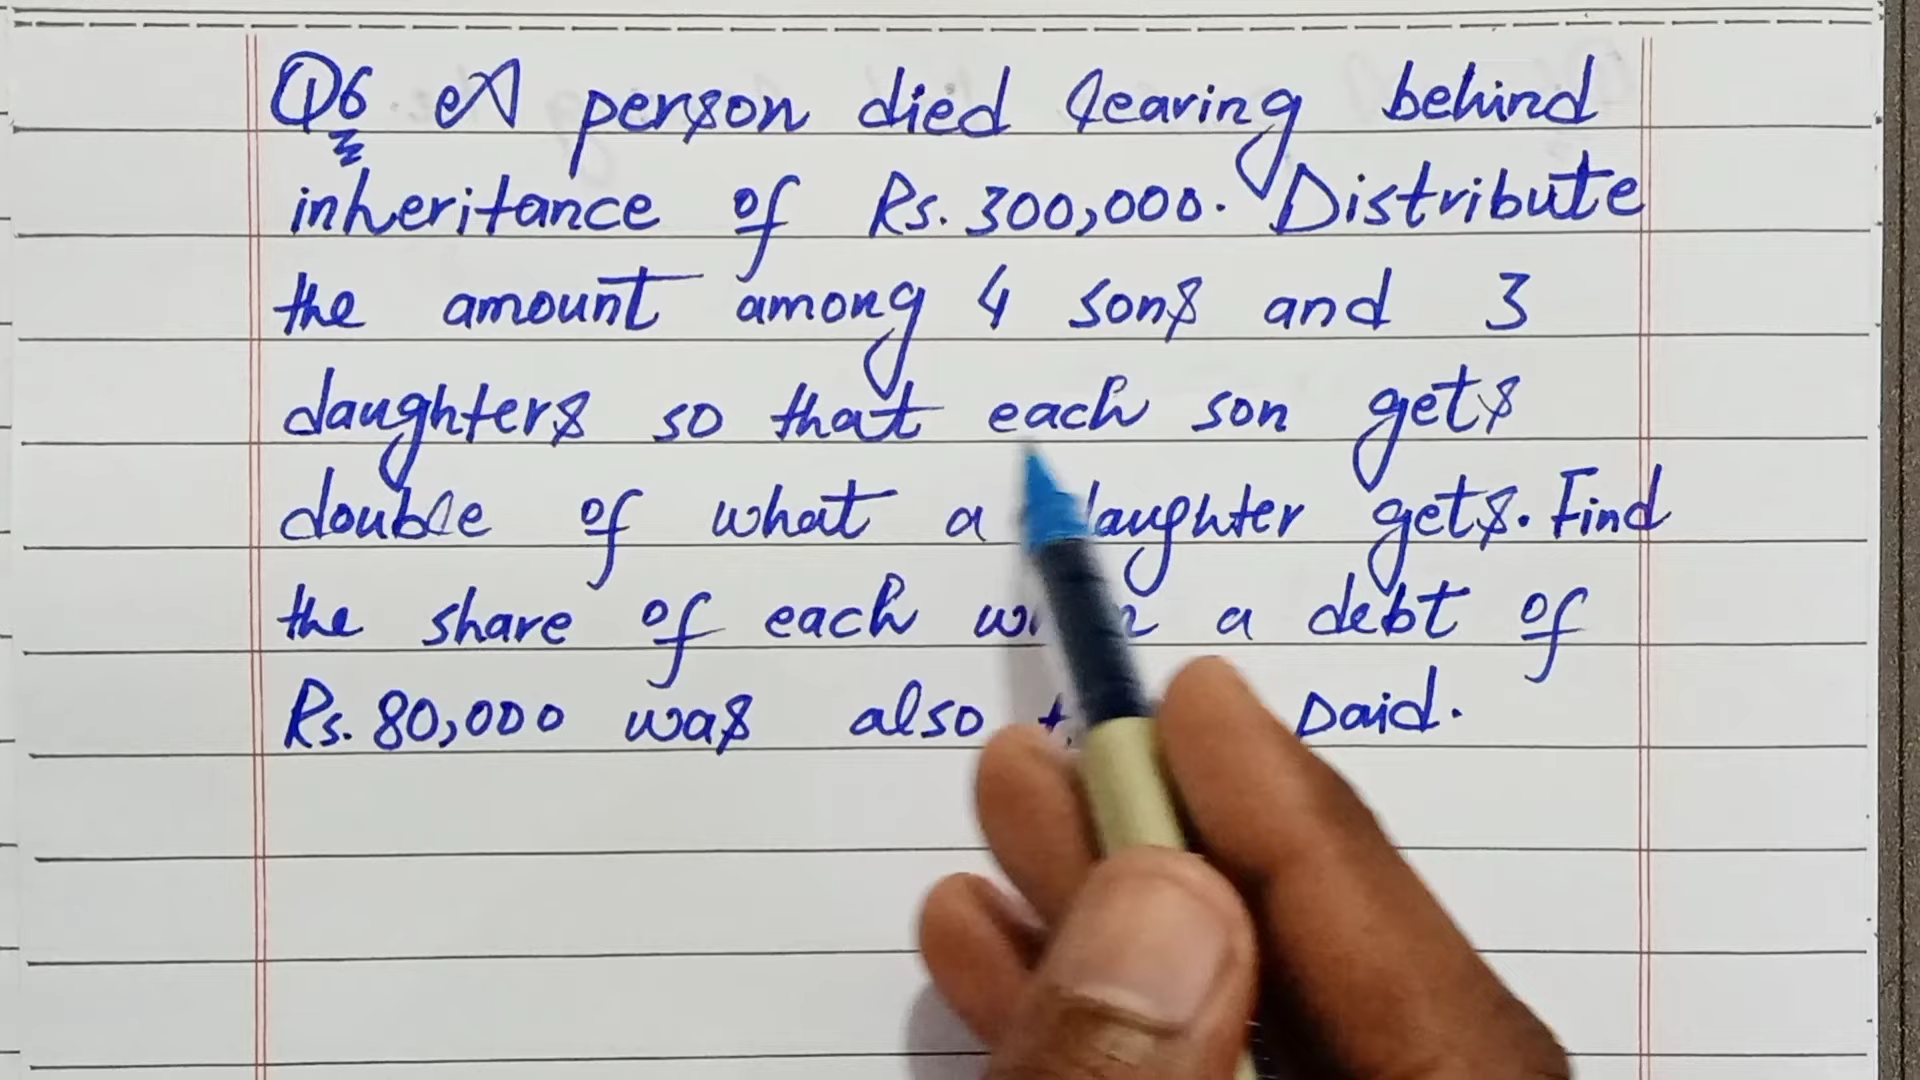 Q6 A person died leaving behind
inheritance of Rs. 300,000. Distribute
the amount among 4 sons and 3
daughters so that each son gets
double of what a daughter gets. Find
the share of each when a debt of
Rs. 80,000 was also paid.